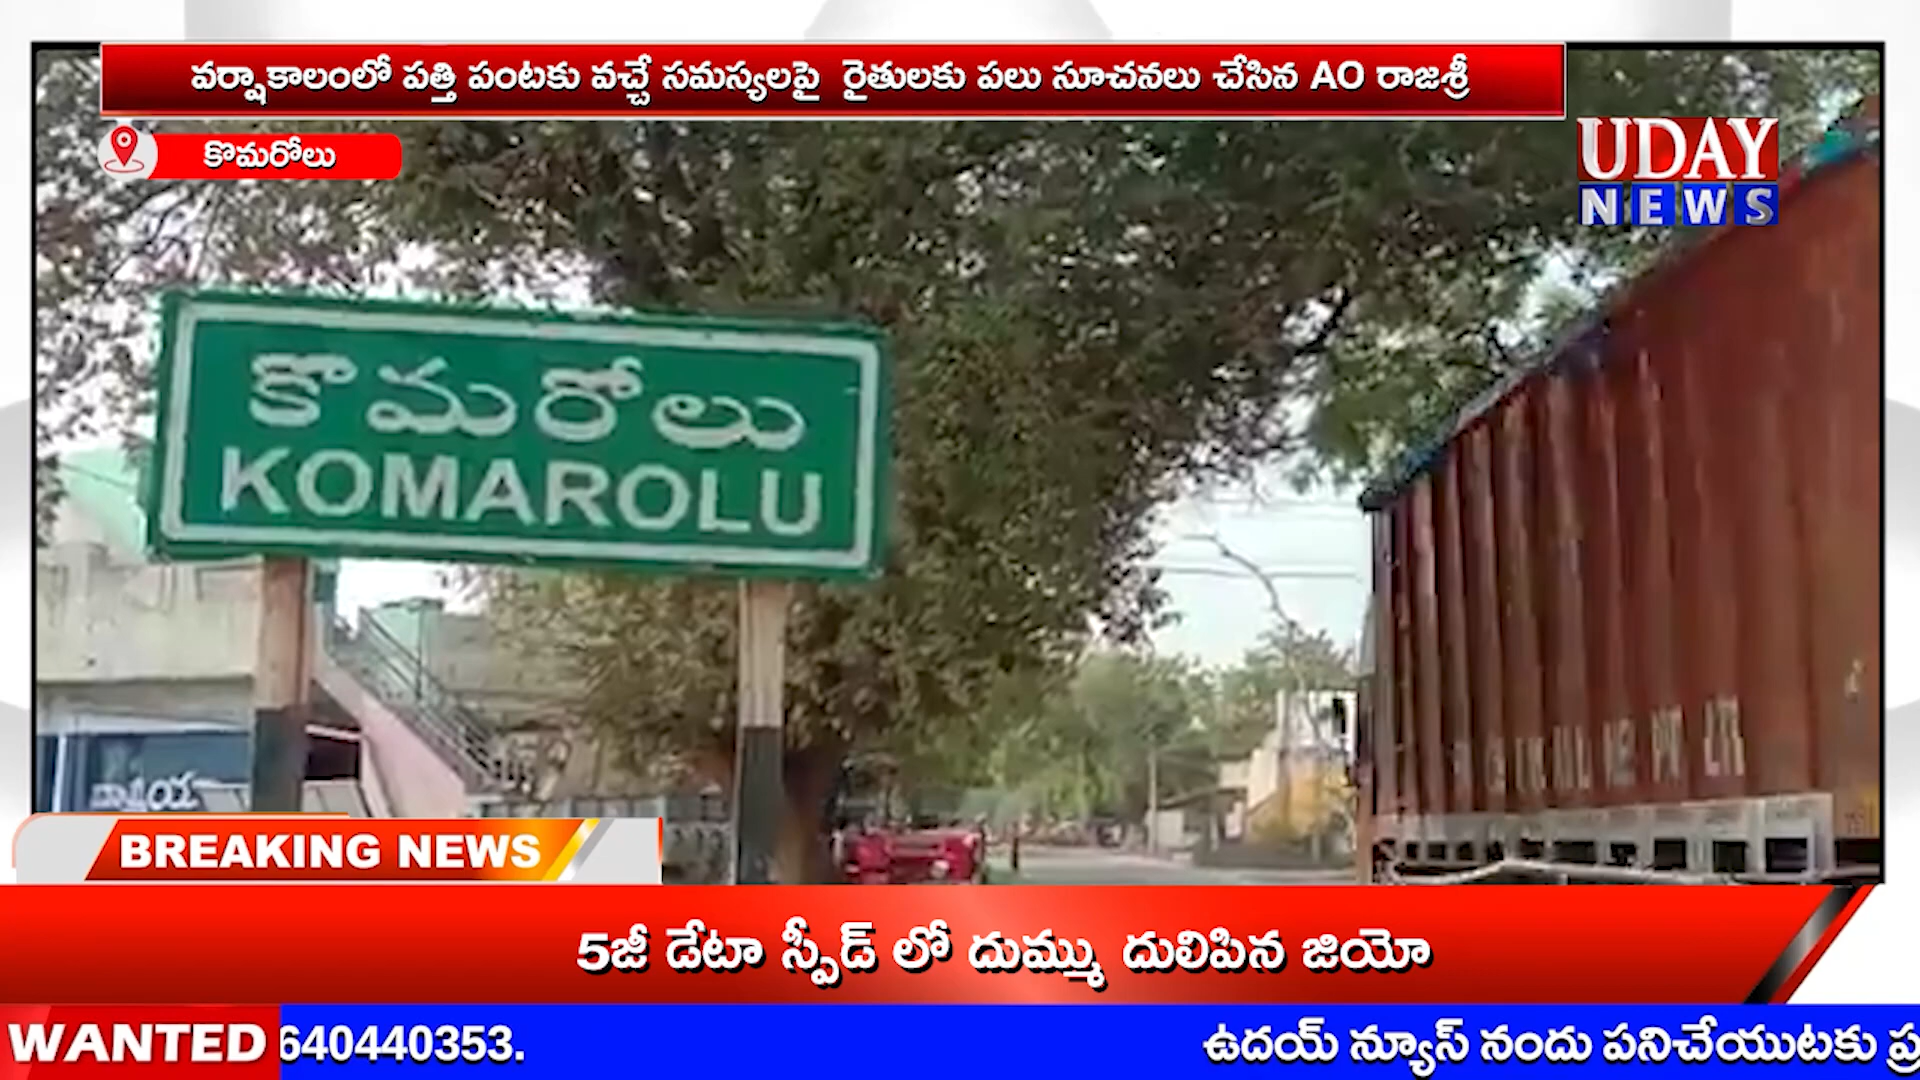 వర్షాకాలంలో పత్తి పంటకు వచ్చే సమస్యలపై రైతులకు పలు సూచనలు చేసిన AO రాజశ్రీ
కొమరోలు
UDAY
NEWS
కొమరోలు
KOMAROLU
BREAKING NEWS
5జీ డేటా స్పీడ్ లో దుమ్ము దులిపిన జియో
WANTED 640440353. ఉదయ్ న్యూస్ నందు పనిచేయుటకు ప్ర